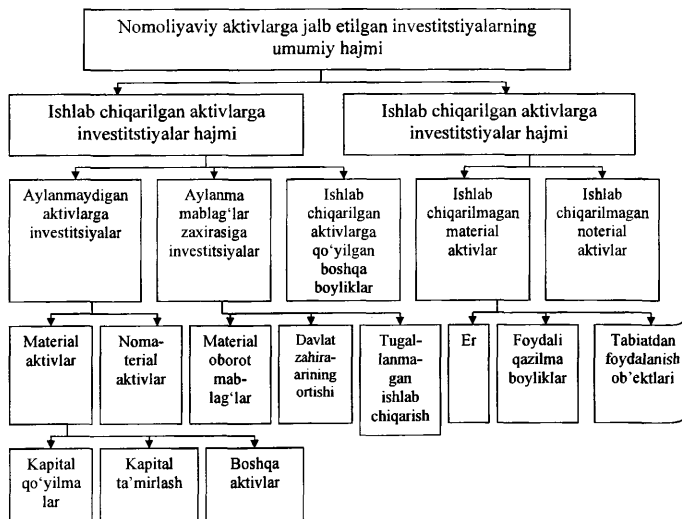 Nomoliyaviy aktivlarga jalb etilgan investitstiyalarning
umumiy hajmi
Ishlab chiqarilgan aktivlarga
investitstiyalar hajmi
Ishlab chiqarilgan aktivlarga
investitstiyalar hajmi
Aylanmaydigan
aktivlarga
investitsiyalar
Aylanma
mablag‘lar
zaxirasiga
investitsiyalar
Ishlab
chiqarilgan
aktivlarga
qo‘yilgan
boshqa
boyliklar
Ishlab
chiqarilmagan
material
aktivlar
Ishlab
chiqarilmagan
noterial
aktivlar
Material
aktivlar
Noma-
terial
aktivlar
Material
oborot
mab-
lag‘lar
Davlat
zahira-
arining
ortishi
Tugal-
lanma-
gan
ishlab
chiqarish
Er
Foydali
qazilma
boyliklar
Tabiatdan
foydalanish
ob’ektlari
Kapital
qo‘yilma
lar
Kapital
ta’mirlash
Boshqa
aktivlar